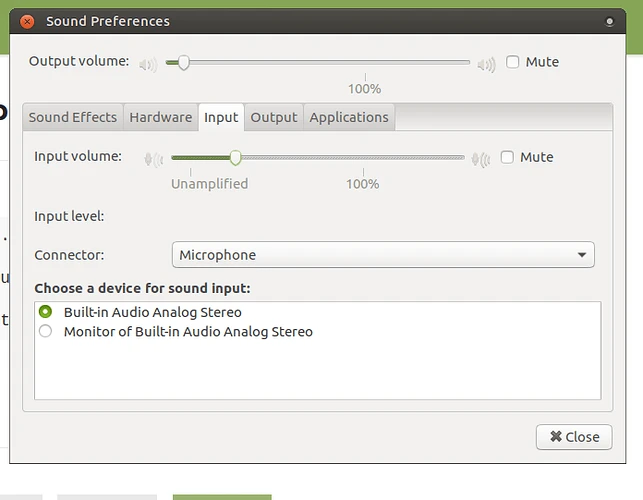 Sound Preferences
Output volume:
Mute
100%
Sound Effects Hardware Input Output Applications
Input volume:
Mute
Unamplified 100%
Input level:
Connector: Microphone
Choose a device for sound input:
Built-in Audio Analog Stereo
Monitor of Built-in Audio Analog Stereo
Close